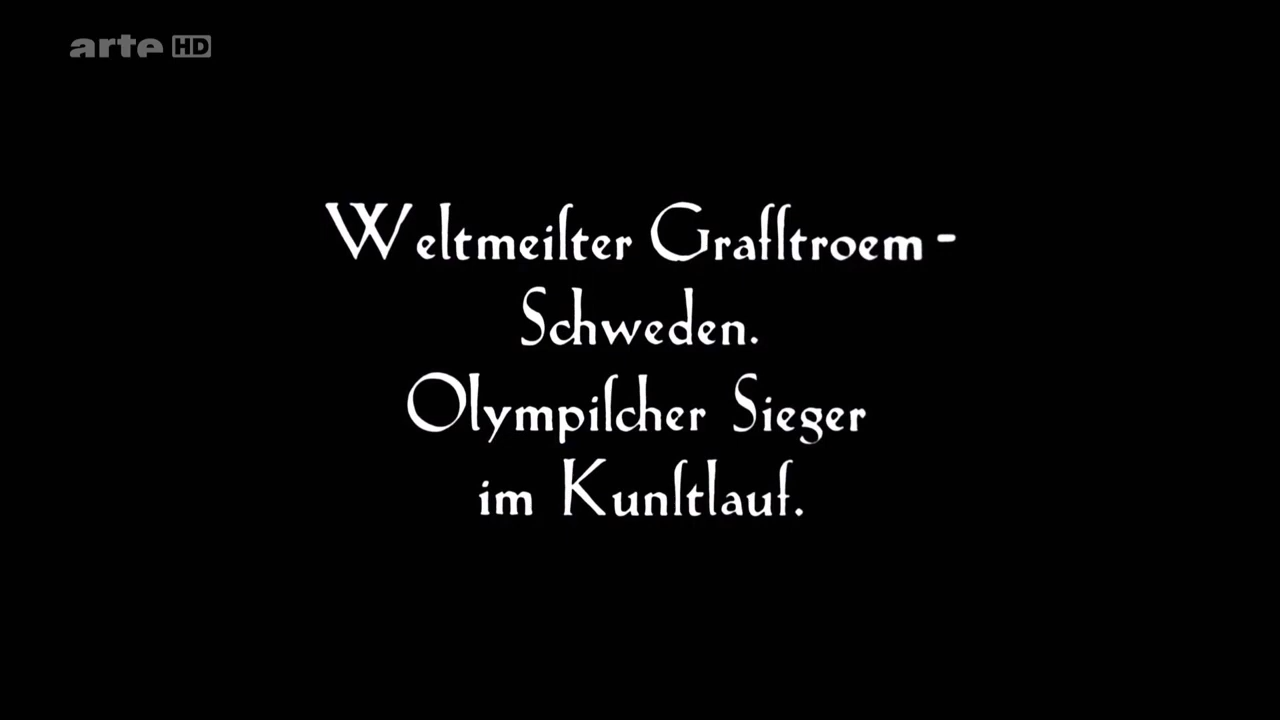 arte HD
Weltmeiſter Grafſtroem -
Schweden.
Olympiſcher Sieger
im Kunſtlauf.